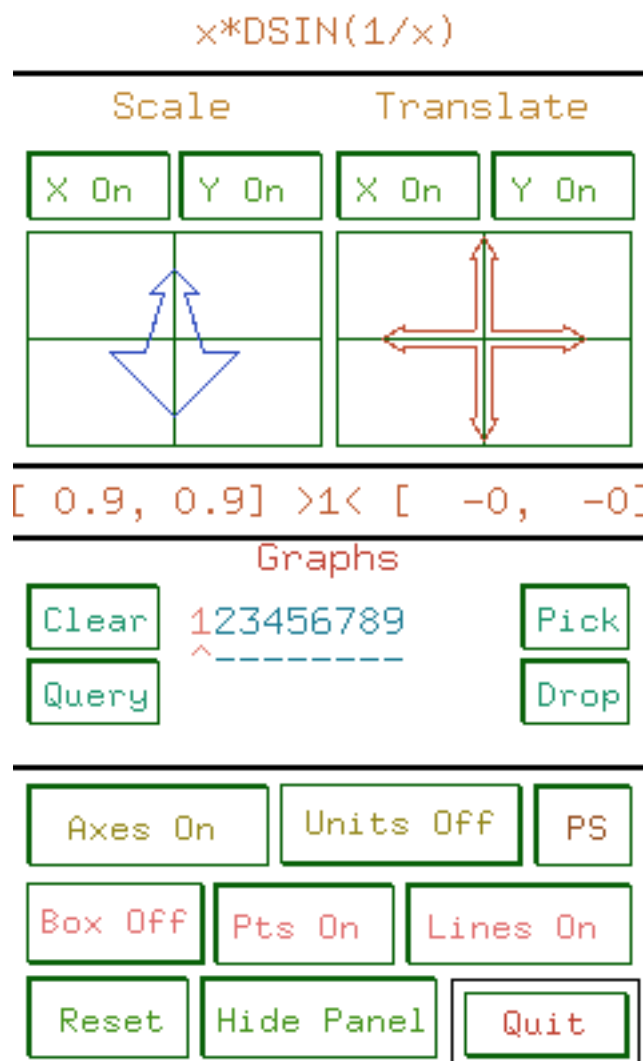 x*DSIN(1/x)
Scale Translate
X On Y On X On Y On
[ 0.9, 0.9] >1< [ -0, -0]
Graphs
Clear 123456789 Pick
^________
Query Drop
Axes On Units Off PS
Box Off Pts On Lines On
Reset Hide Panel Quit